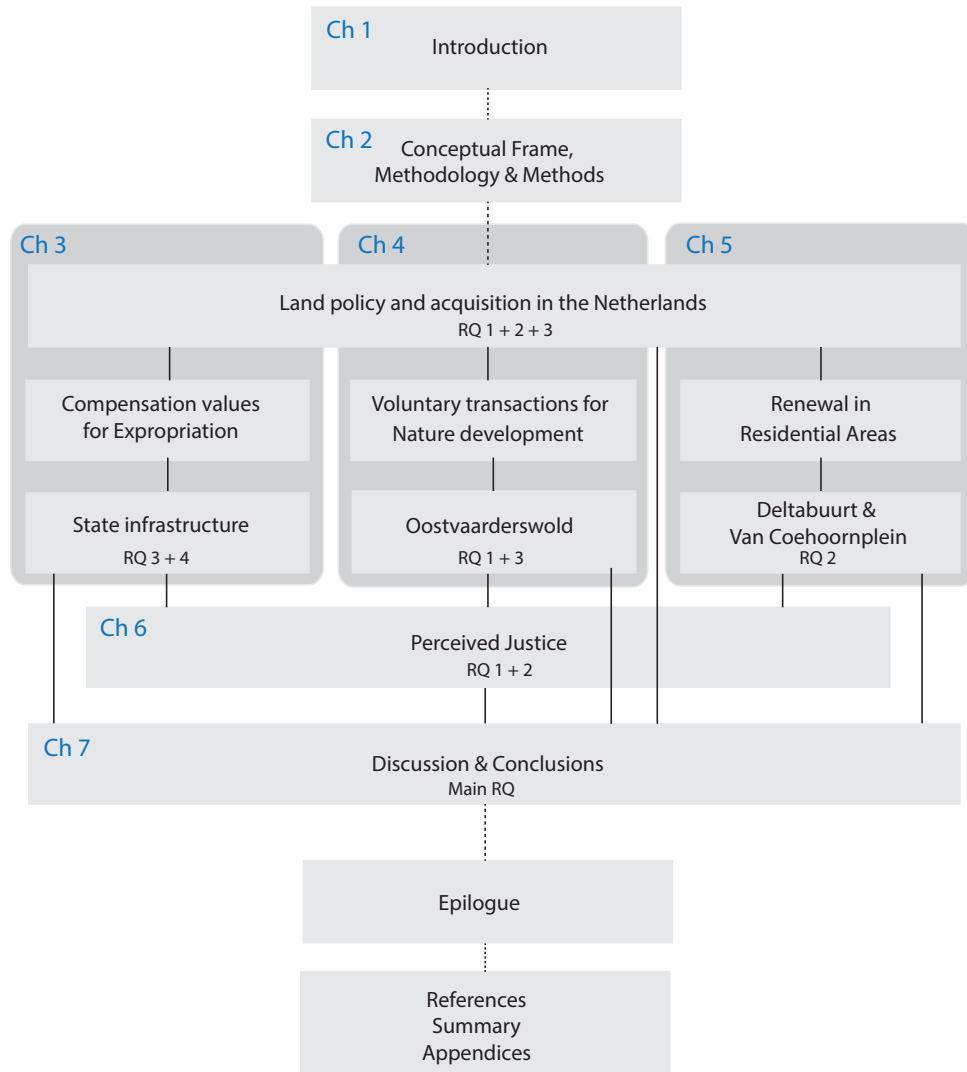 Ch 1
Introduction
Ch 2
Conceptual Frame,
Methodology & Methods
Ch 3
Ch 4
Ch 5
Land policy and acquisition in the Netherlands
RQ 1 + 2 + 3
Compensation values
for Expropriation
Voluntary transactions for
Nature development
Renewal in
Residential Areas
State infrastructure
RQ 3 + 4
Oostvaarderswold
RQ 1 + 3
Deltabuurt &
Van Coehoornplein
RQ 2
Ch 6
Perceived Justice
RQ 1 + 2
Ch 7
Discussion & Conclusions
Main RQ
Epilogue
References
Summary
Appendices